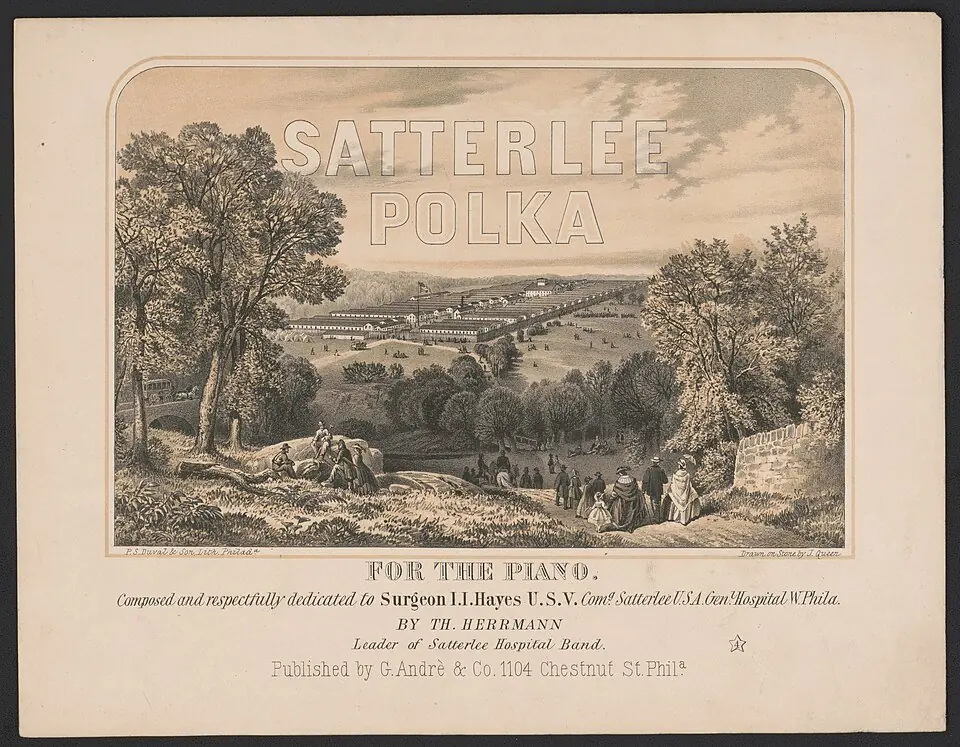 SATTERLEE
POLKA
P.S. Duval & Son, Lith. Philadª
Drawn on Stone by J. Queen
FOR THE PIANO.
Composed and respectfully dedicated to Surgeon I.I. Hayes U.S.V. Comᵍ Satterlee U.S.A. Genˡ Hospital W. Phila.
BY TH. HERRMANN
Leader of Satterlee Hospital Band.
1
Published by G. Andrè & Co. 1104 Chestnut St. Philª